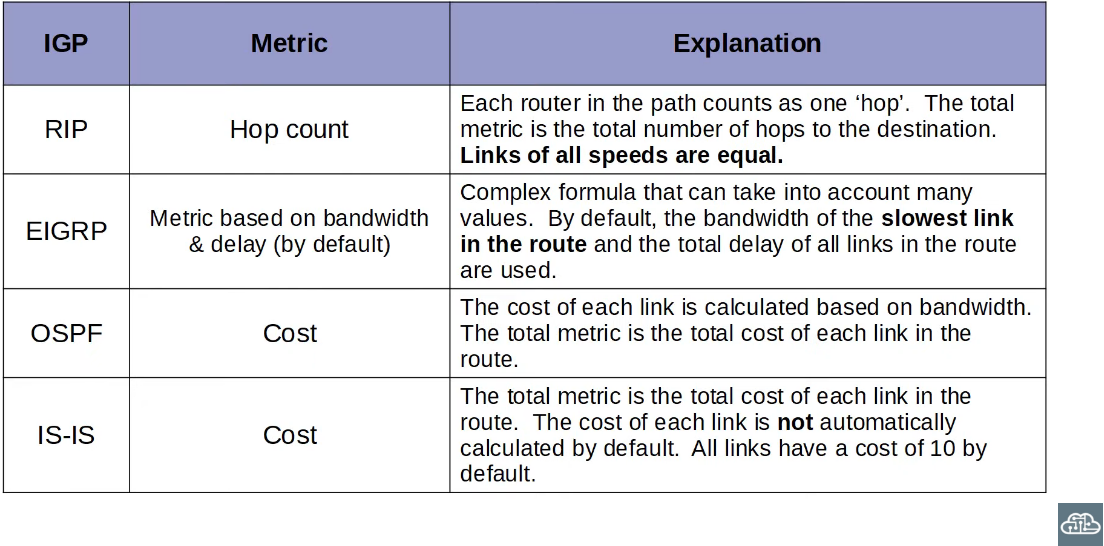 IGP
Metric
Explanation
RIP
Hop count
Each router in the path counts as one ‘hop’.  The total
metric is the total number of hops to the destination.
Links of all speeds are equal.
EIGRP
Metric based on bandwidth
& delay (by default)
Complex formula that can take into account many
values.  By default, the bandwidth of the slowest link
in the route and the total delay of all links in the route
are used.
OSPF
Cost
The cost of each link is calculated based on bandwidth.
The total metric is the total cost of each link in the
route.
IS-IS
Cost
The total metric is the total cost of each link in the
route.  The cost of each link is not automatically
calculated by default.  All links have a cost of 10 by
default.